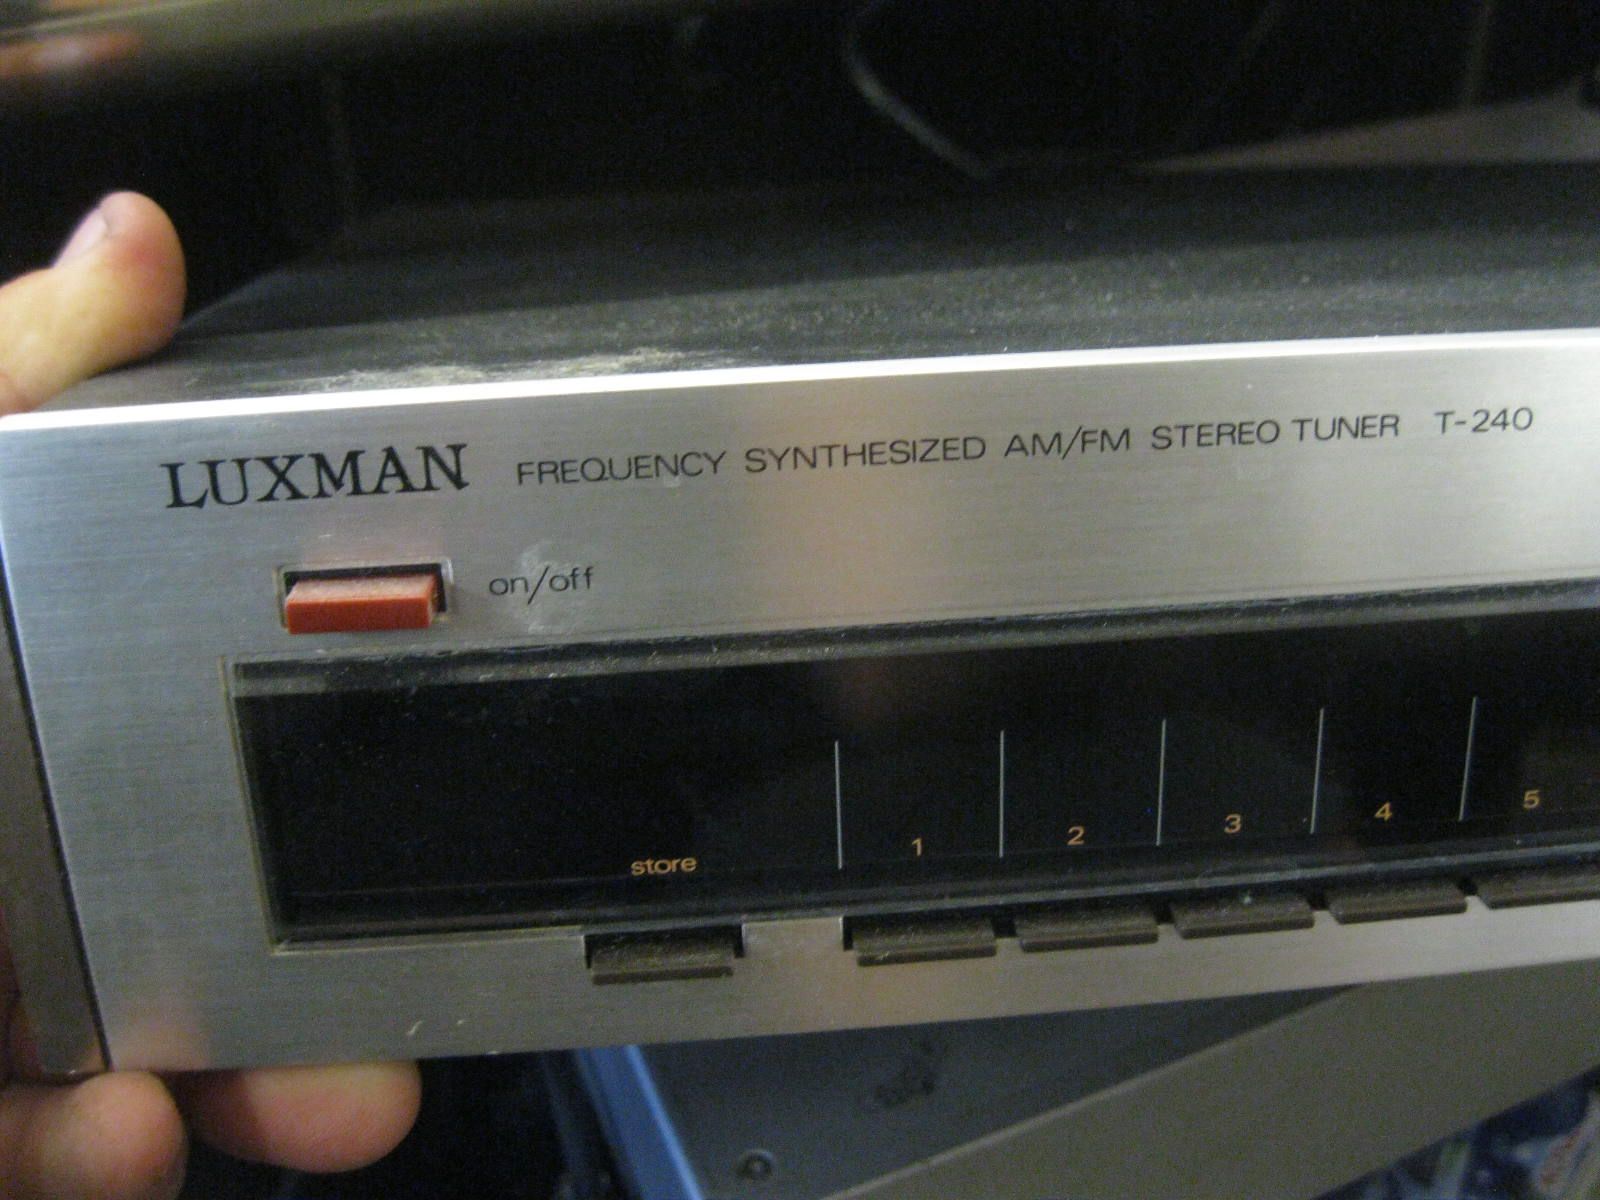 LUXMAN FREQUENCY SYNTHESIZED AM/FM STEREO TUNER T-240
on/off
store 1 2 3 4 5